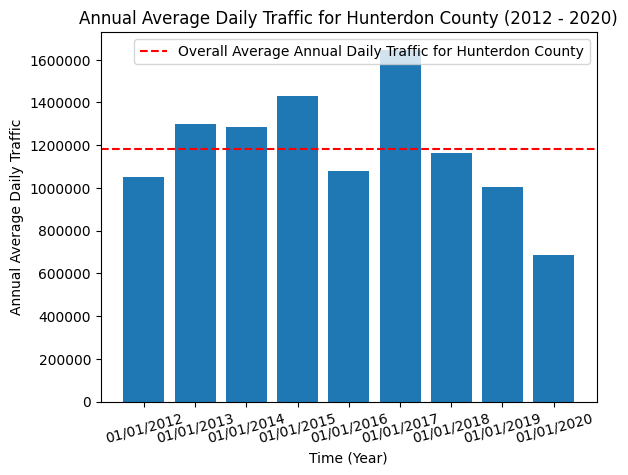 Annual Average Daily Traffic for Hunterdon County (2012 - 2020)
Overall Average Annual Daily Traffic for Hunterdon County
Annual Average Daily Traffic
1600000
1400000
1200000
1000000
800000
600000
400000
200000
0
01/01/2012 01/01/2013 01/01/2014 01/01/2015 01/01/2016 01/01/2017 01/01/2018 01/01/2019 01/01/2020
Time (Year)